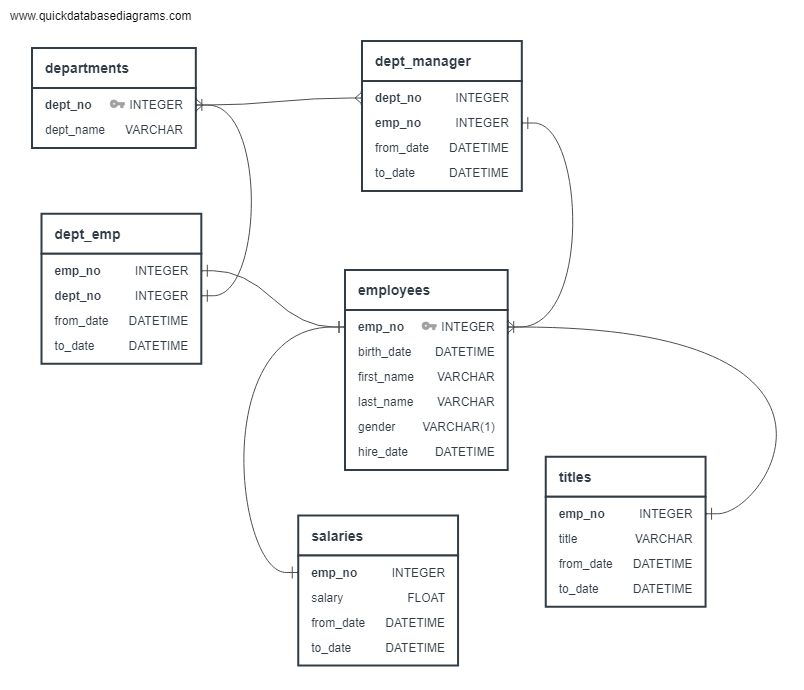 www.quickdatabasediagrams.com
departments
dept_no INTEGER
dept_name VARCHAR
dept_manager
dept_no INTEGER
emp_no INTEGER
from_date DATETIME
to_date DATETIME
dept_emp
emp_no INTEGER
dept_no INTEGER
from_date DATETIME
to_date DATETIME
employees
emp_no INTEGER
birth_date DATETIME
first_name VARCHAR
last_name VARCHAR
gender VARCHAR(1)
hire_date DATETIME
titles
emp_no INTEGER
title VARCHAR
from_date DATETIME
to_date DATETIME
salaries
emp_no INTEGER
salary FLOAT
from_date DATETIME
to_date DATETIME